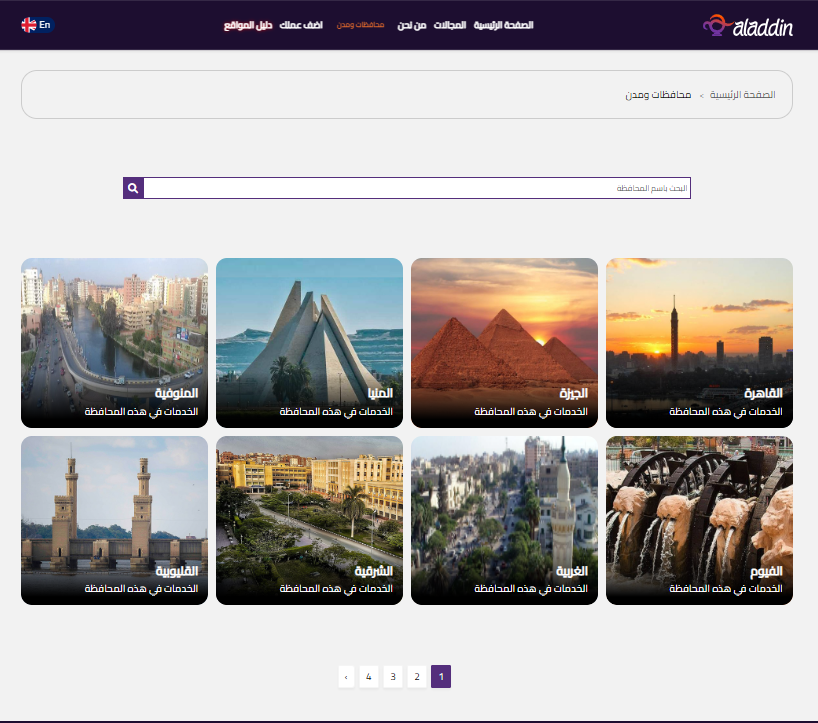 aladdin
الصفحة الرئيسية
المجالات
من نحن
محافظات ومدن
اضف عملك
دليل المواقع
En
الصفحة الرئيسية > محافظات ومدن
البحث باسم المحافظة
القاهرة
الخدمات في هذه المحافظة
الجيزة
الخدمات في هذه المحافظة
المنيا
الخدمات في هذه المحافظة
المنوفية
الخدمات في هذه المحافظة
الفيوم
الخدمات في هذه المحافظة
الغربية
الخدمات في هذه المحافظة
الشرقية
الخدمات في هذه المحافظة
القليوبية
الخدمات في هذه المحافظة
1 2 3 4 ›